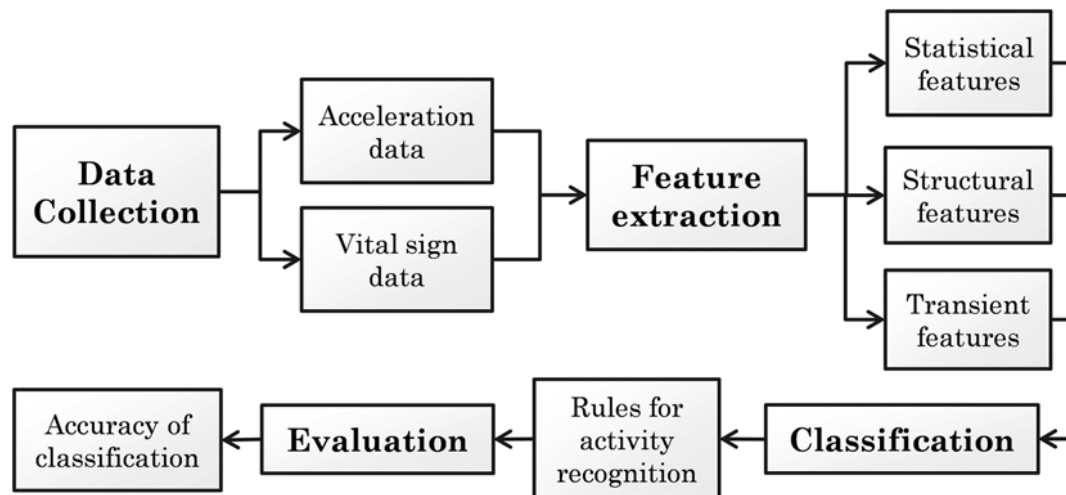 Data
Collection
Acceleration
data
Vital sign
data
Feature
extraction
Statistical
features
Structural
features
Transient
features
Classification
Rules for
activity
recognition
Evaluation
Accuracy of
classification